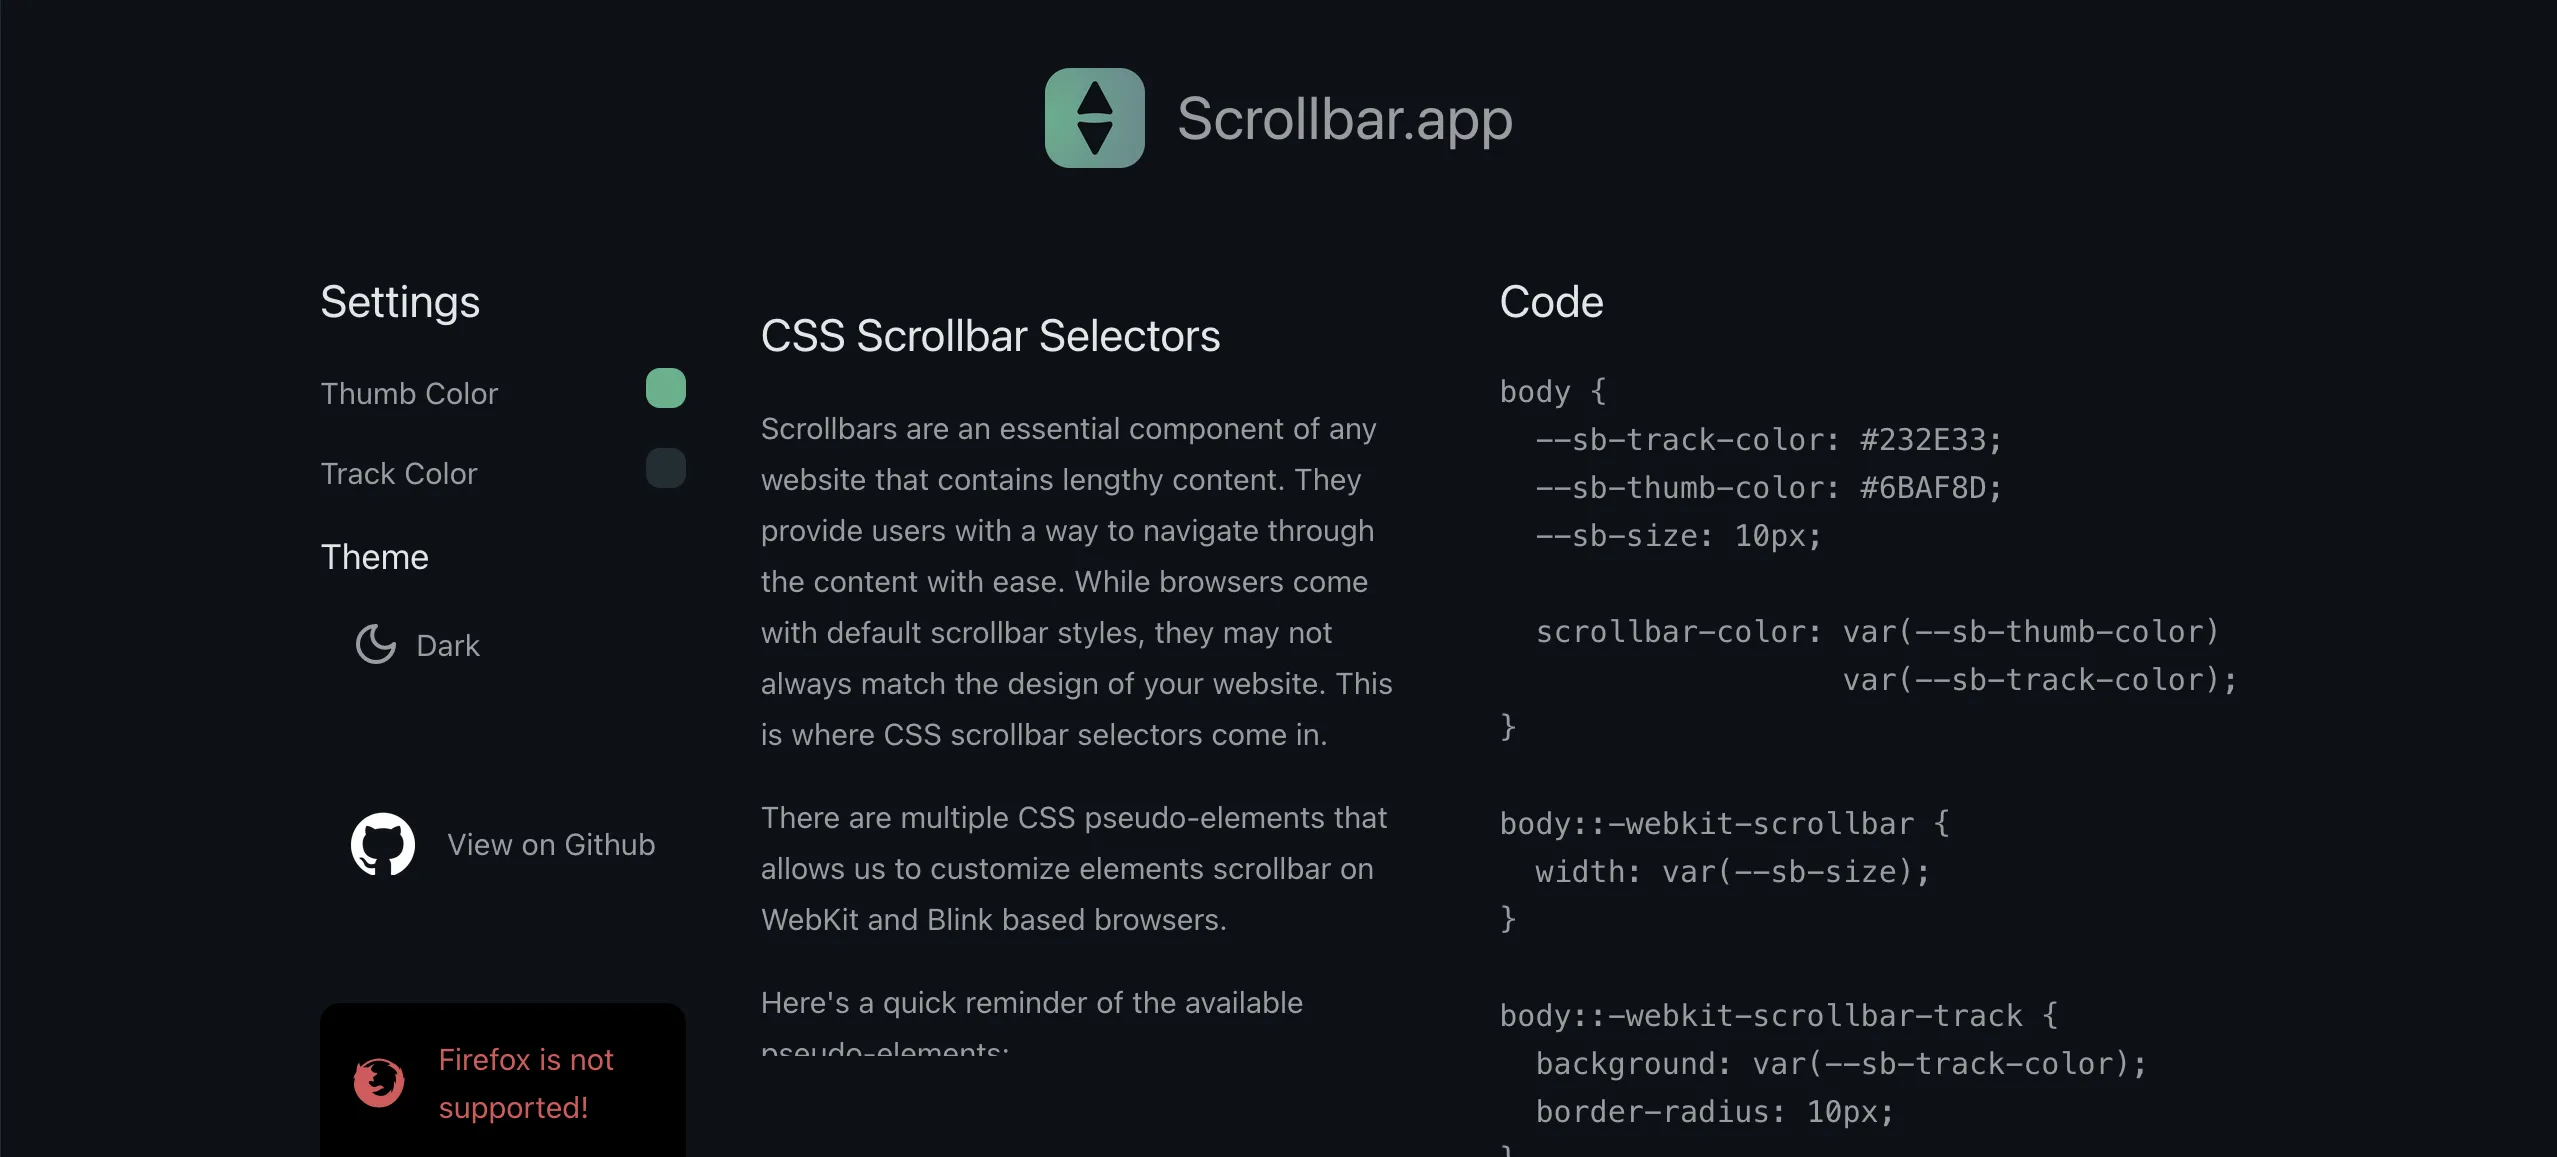 Scrollbar.app
Settings
Thumb Color
Track Color
Theme
Dark
View on Github
Firefox is not
supported!
CSS Scrollbar Selectors
Scrollbars are an essential component of any
website that contains lengthy content. They
provide users with a way to navigate through
the content with ease. While browsers come
with default scrollbar styles, they may not
always match the design of your website. This
is where CSS scrollbar selectors come in.
There are multiple CSS pseudo-elements that
allows us to customize elements scrollbar on
WebKit and Blink based browsers.
Here's a quick reminder of the available
pseudo-elements:
Code
body {
  --sb-track-color: #232E33;
  --sb-thumb-color: #6BAF8D;
  --sb-size: 10px;
  scrollbar-color: var(--sb-thumb-color)
                   var(--sb-track-color);
}
body::-webkit-scrollbar {
  width: var(--sb-size);
}
body::-webkit-scrollbar-track {
  background: var(--sb-track-color);
  border-radius: 10px;
}